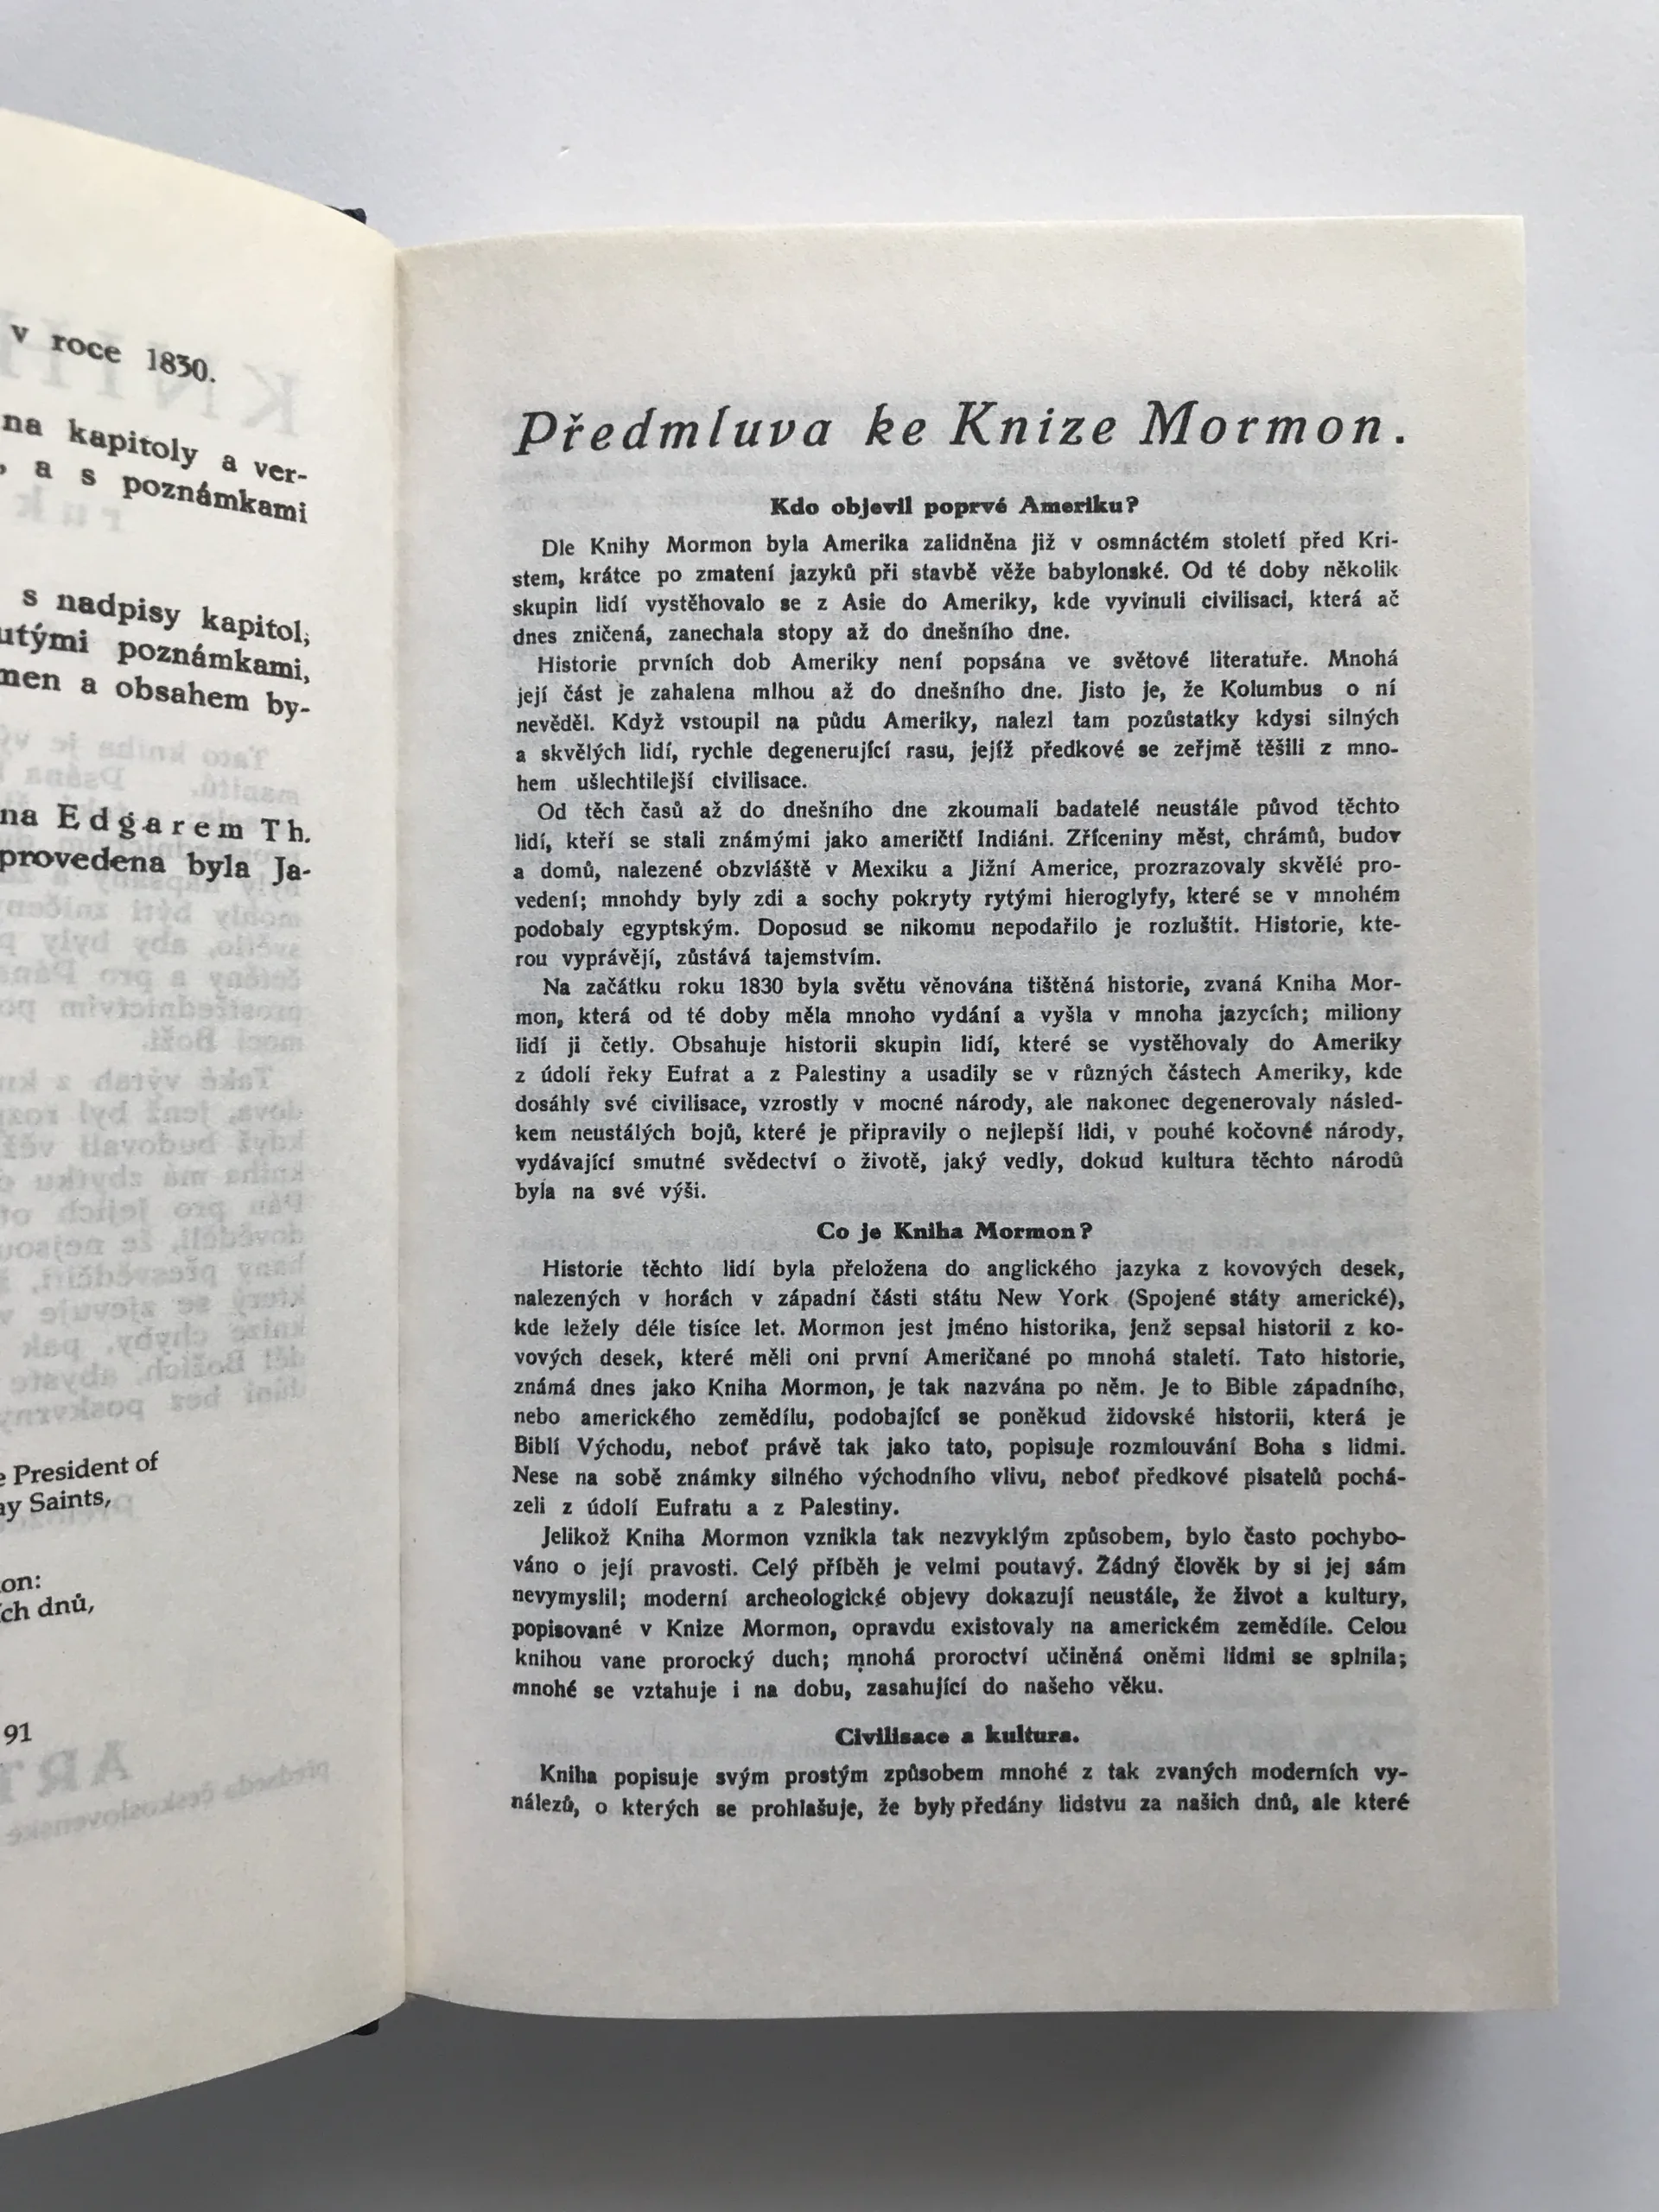 v roce 1830.
na kapitoly a ver-
, a s poznámkami
s nadpisy kapitol,
utými poznámkami,
men a obsahem by-
na Edgarem Th.
provedena byla Ja-
e President of
ay Saints,
on:
ích dnů,
91
Předmluva ke Knize Mormon.
Kdo objevil poprvé Ameriku?
Dle Knihy Mormon byla Amerika zalidněna již v osmnáctém století před Kri-
stem, krátce po zmatení jazyků při stavbě věže babylonské. Od té doby několik
skupin lidí vystěhovalo se z Asie do Ameriky, kde vyvinuli civilisaci, která ač
dnes zničená, zanechala stopy až do dnešního dne.
Historie prvních dob Ameriky není popsána ve světové literatuře. Mnohá
její část je zahalena mlhou až do dnešního dne. Jisto je, že Kolumbus o ní
nevěděl. Když vstoupil na půdu Ameriky, nalezl tam pozůstatky kdysi silných
a skvělých lidí, rychle degenerující rasu, jejíž předkové se zeřjmě těšili z mno-
hem ušlechtilejší civilisace.
Od těch časů až do dnešního dne zkoumali badatelé neustále původ těchto
lidí, kteří se stali známými jako američtí Indiáni. Zříceniny měst, chrámů, budov
a domů, nalezené obzvláště v Mexiku a Jižní Americe, prozrazovaly skvělé pro-
vedení; mnohdy byly zdi a sochy pokryty rytými hieroglyfy, které se v mnohém
podobaly egyptským. Doposud se nikomu nepodařilo je rozluštit. Historie, kte-
rou vyprávějí, zůstává tajemstvím.
Na začátku roku 1830 byla světu věnována tištěná historie, zvaná Kniha Mor-
mon, která od té doby měla mnoho vydání a vyšla v mnoha jazycích; miliony
lidí ji četly. Obsahuje historii skupin lidí, které se vystěhovaly do Ameriky
z údolí řeky Eufrat a z Palestiny a usadily se v různých částech Ameriky, kde
dosáhly své civilisace, vzrostly v mocné národy, ale nakonec degenerovaly násled-
kem neustálých bojů, které je připravily o nejlepší lidi, v pouhé kočovné národy,
vydávající smutné svědectví o životě, jaký vedly, dokud kultura těchto národů
byla na své výši.
Co je Kniha Mormon?
Historie těchto lidí byla přeložena do anglického jazyka z kovových desek,
nalezených v horách v západní části státu New York (Spojené státy americké),
kde ležely déle tisíce let. Mormon jest jméno historika, jenž sepsal historii z ko-
vových desek, které měli oni první Američané po mnohá staletí. Tato historie,
známá dnes jako Kniha Mormon, je tak nazvána po něm. Je to Bible západního,
nebo amerického zemědílu, podobající se poněkud židovské historii, která je
Biblí Východu, neboť právě tak jako tato, popisuje rozmlouvání Boha s lidmi.
Nese na sobě známky silného východního vlivu, neboť předkové pisatelů pochá-
zeli z údolí Eufratu a z Palestiny.
Jelikož Kniha Mormon vznikla tak nezvyklým způsobem, bylo často pochybo-
váno o její pravosti. Celý příběh je velmi poutavý. Žádný člověk by si jej sám
nevymyslil; moderní archeologické objevy dokazují neustále, že život a kultury,
popisované v Knize Mormon, opravdu existovaly na americkém zemědíle. Celou
knihou vane prorocký duch; mnohá proroctví učiněná oněmi lidmi se splnila;
mnohé se vztahuje i na dobu, zasahující do našeho věku.
Civilisace a kultura.
Kniha popisuje svým prostým způsobem mnohé z tak zvaných moderních vy-
nálezů, o kterých se prohlašuje, že byly předány lidstvu za našich dnů, ale které